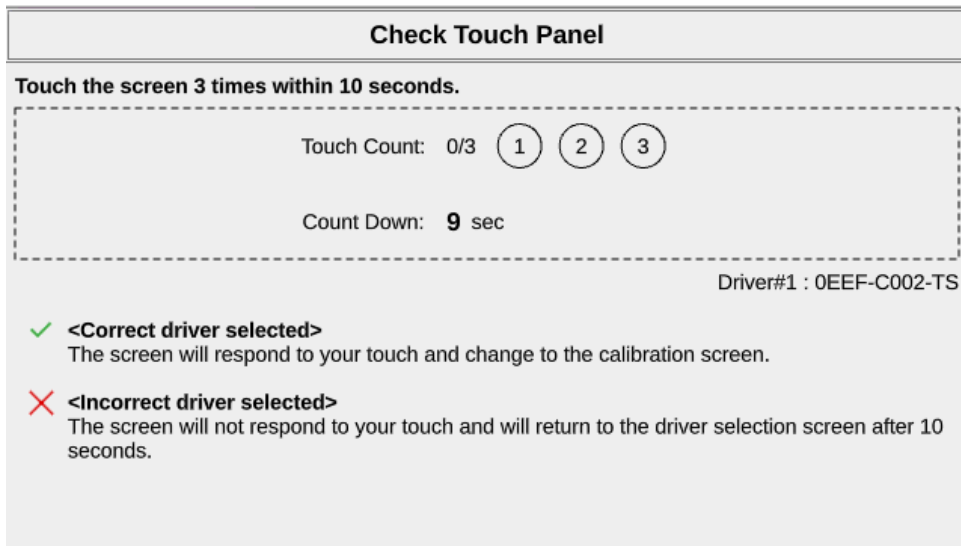 Check Touch Panel
Touch the screen 3 times within 10 seconds.
Touch Count: 0/3 1 2 3
Count Down: 9 sec
Driver#1 : 0EEF-C002-TS
<Correct driver selected>
The screen will respond to your touch and change to the calibration screen.
<Incorrect driver selected>
The screen will not respond to your touch and will return to the driver selection screen after 10
seconds.